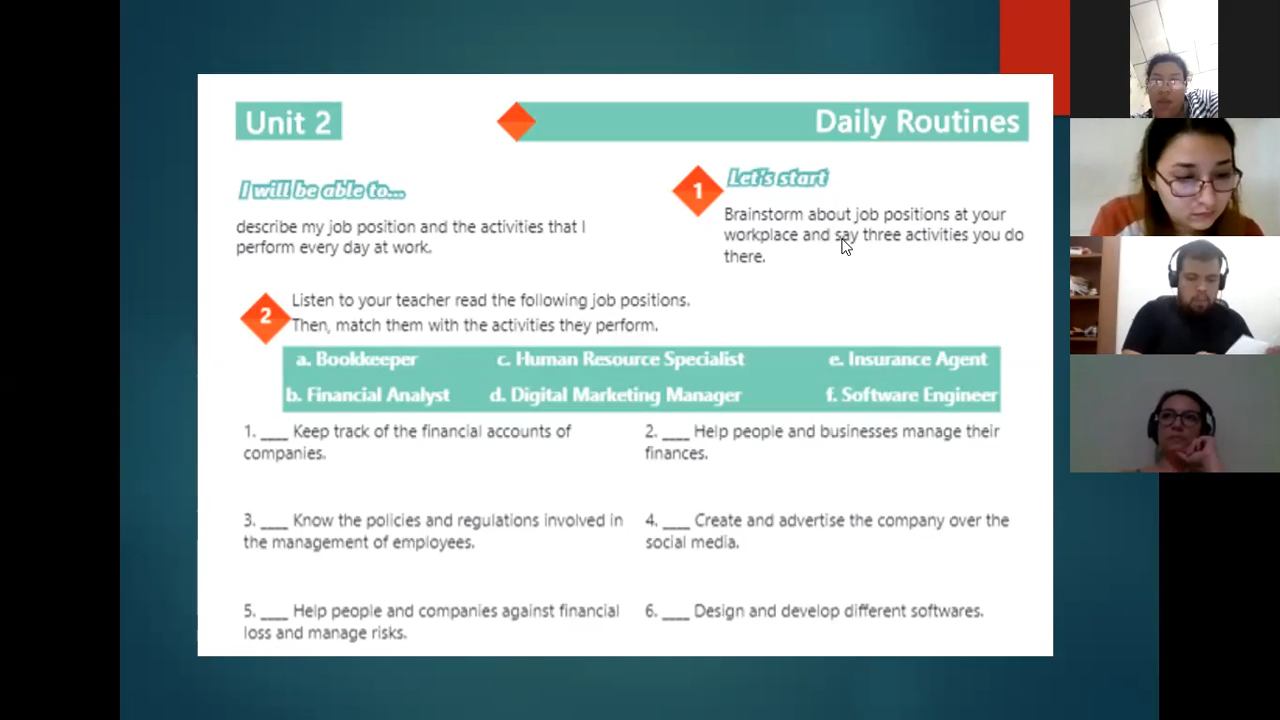 Unit 2
Daily Routines
I will be able to...
describe my job position and the activities that I
perform every day at work.
1
Let's start
Brainstorm about job positions at your
workplace and say three activities you do
there.
2
Listen to your teacher read the following job positions.
Then, match them with the activities they perform.
a. Bookkeeper
c. Human Resource Specialist
e. Insurance Agent
b. Financial Analyst
d. Digital Marketing Manager
f. Software Engineer
1. ____ Keep track of the financial accounts of
companies.
2. ____ Help people and businesses manage their
finances.
3. ____ Know the policies and regulations involved in
the management of employees.
4. ____ Create and advertise the company over the
social media.
5. ____ Help people and companies against financial
loss and manage risks.
6. ____ Design and develop different softwares.